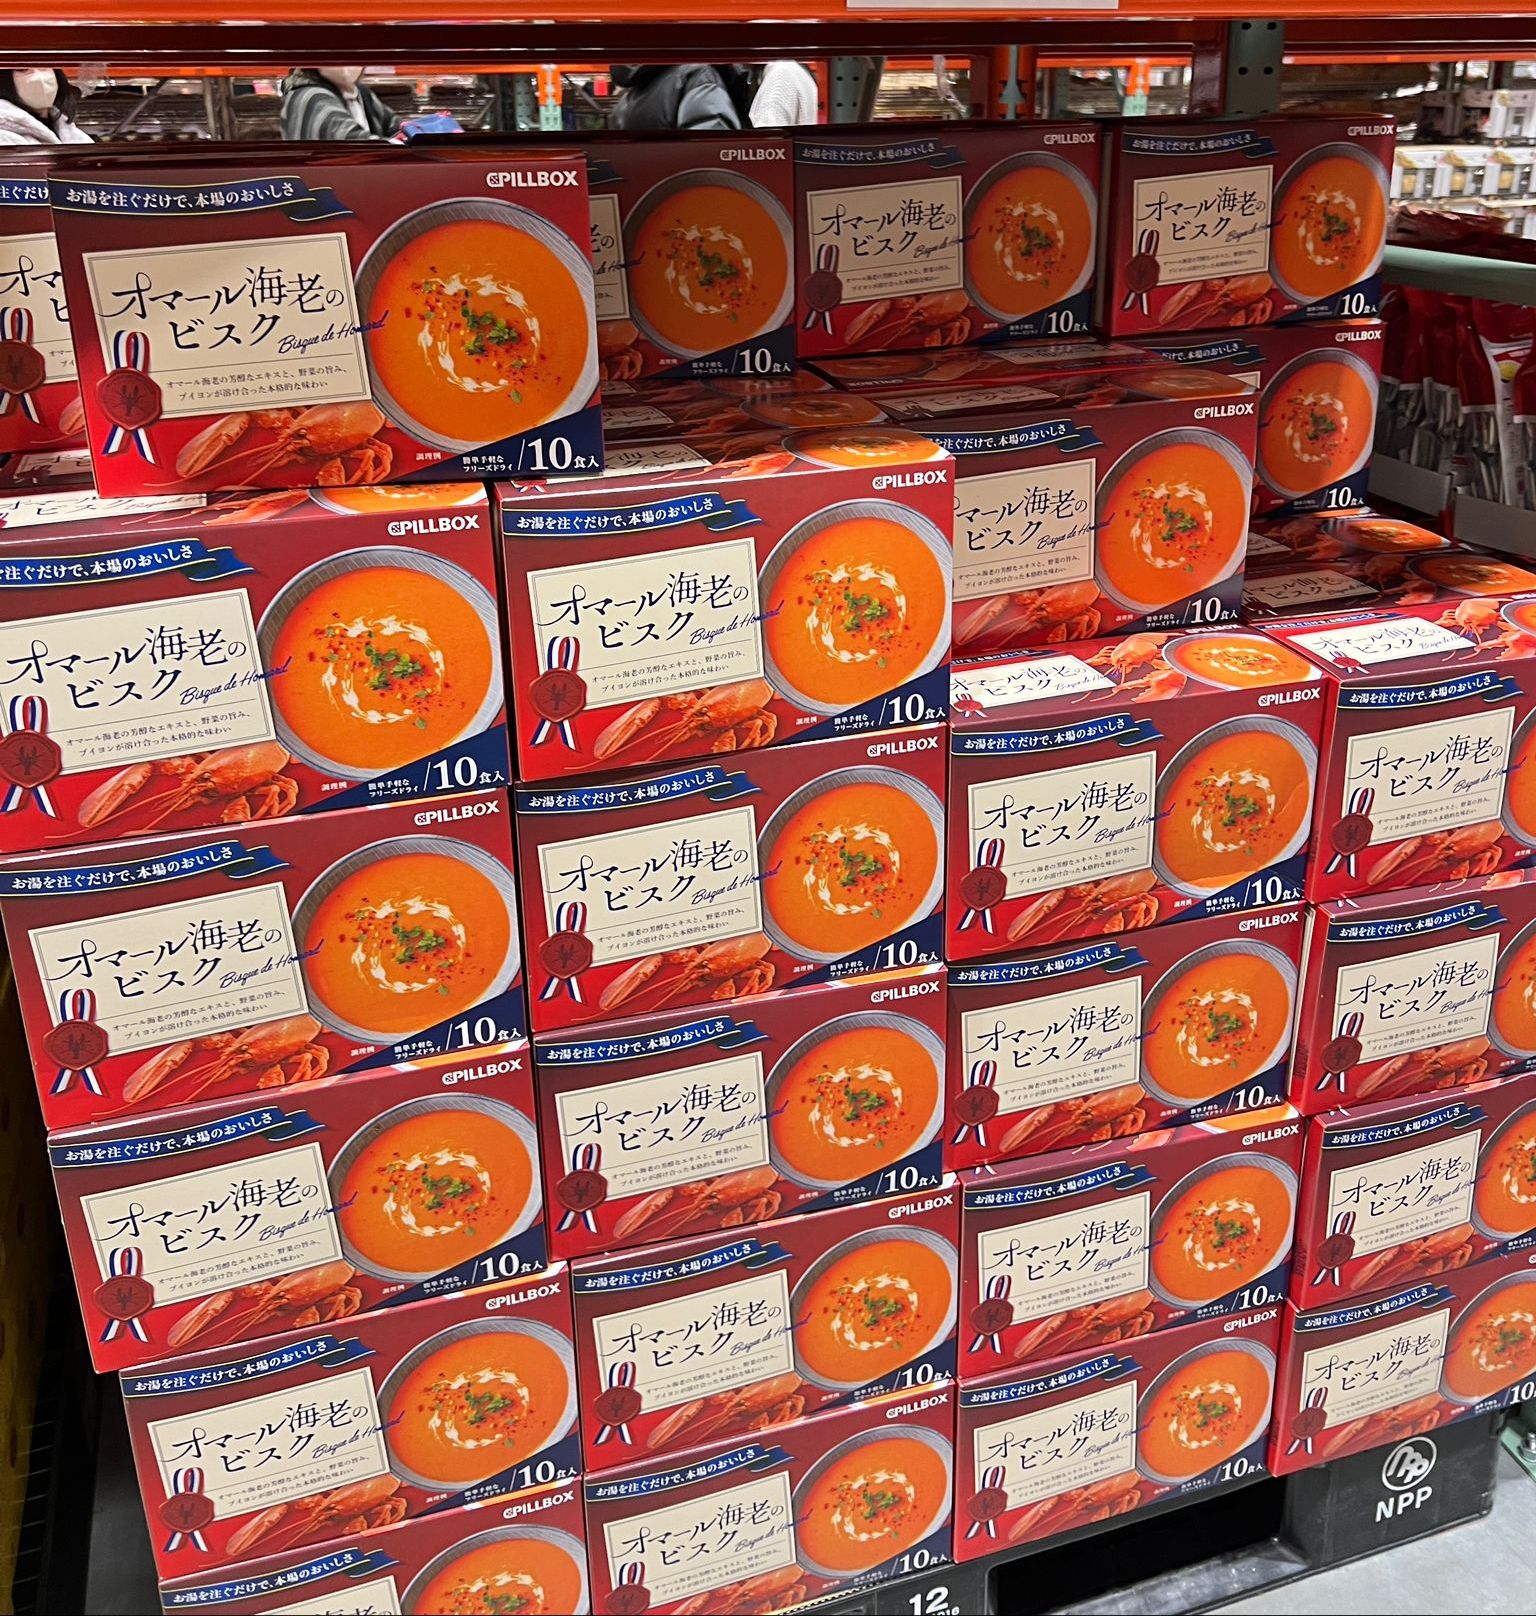 PILLBOX
お湯を注ぐだけで、本場のおいしさ
オマール海老の
ビスク
Bisque de Homard
オマール海老の芳醇なエキスと、野菜の旨み、
ブイヨンが溶け合った本格的な味わい
調理例
簡単手軽な
フリーズドライ
/10食入
NPP
12